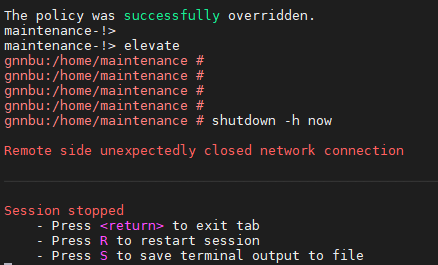 The policy was successfully overridden.
maintenance-!>
maintenance-!> elevate
gnnbu:/home/maintenance #
gnnbu:/home/maintenance #
gnnbu:/home/maintenance #
gnnbu:/home/maintenance #
gnnbu:/home/maintenance # shutdown -h now
Remote side unexpectedly closed network connection
Session stopped
- Press <return> to exit tab
- Press R to restart session
- Press S to save terminal output to file